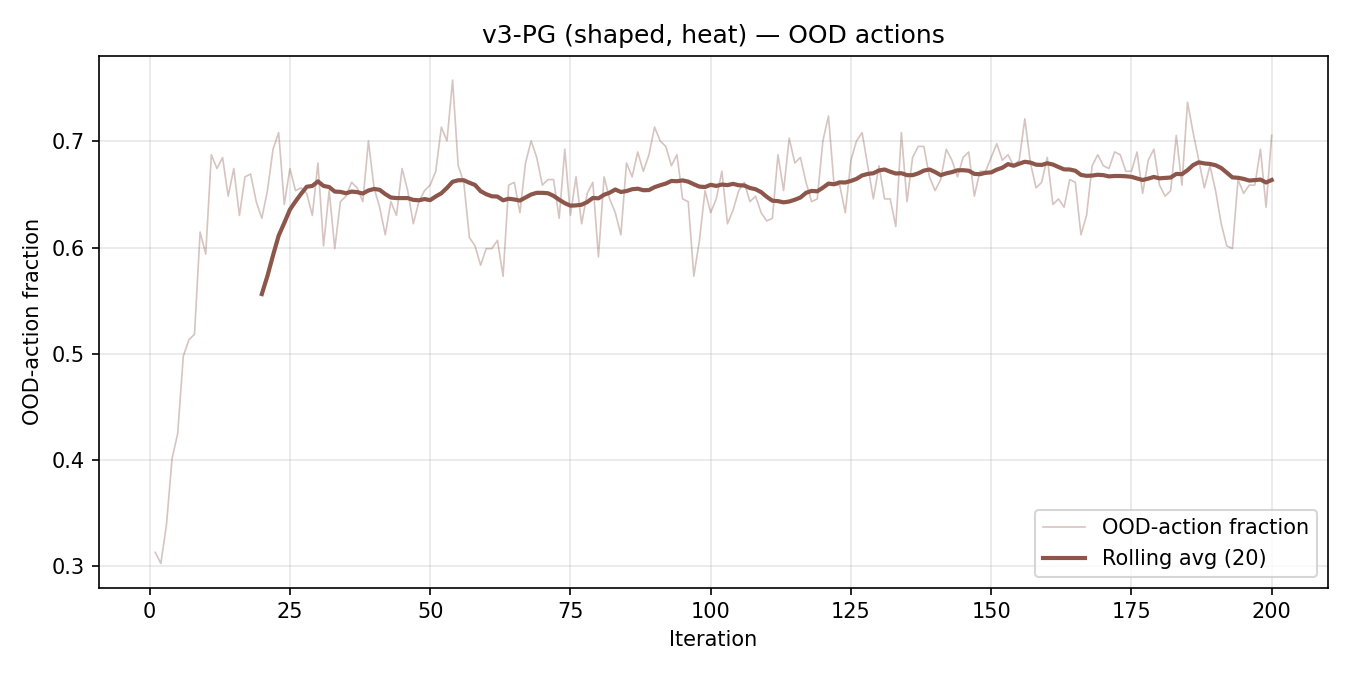 v3-PG (shaped, heat) — OOD actions
OOD-action fraction
0.7
0.6
0.5
0.4
0.3
0 25 50 75 100 125 150 175 200
Iteration
OOD-action fraction
Rolling avg (20)